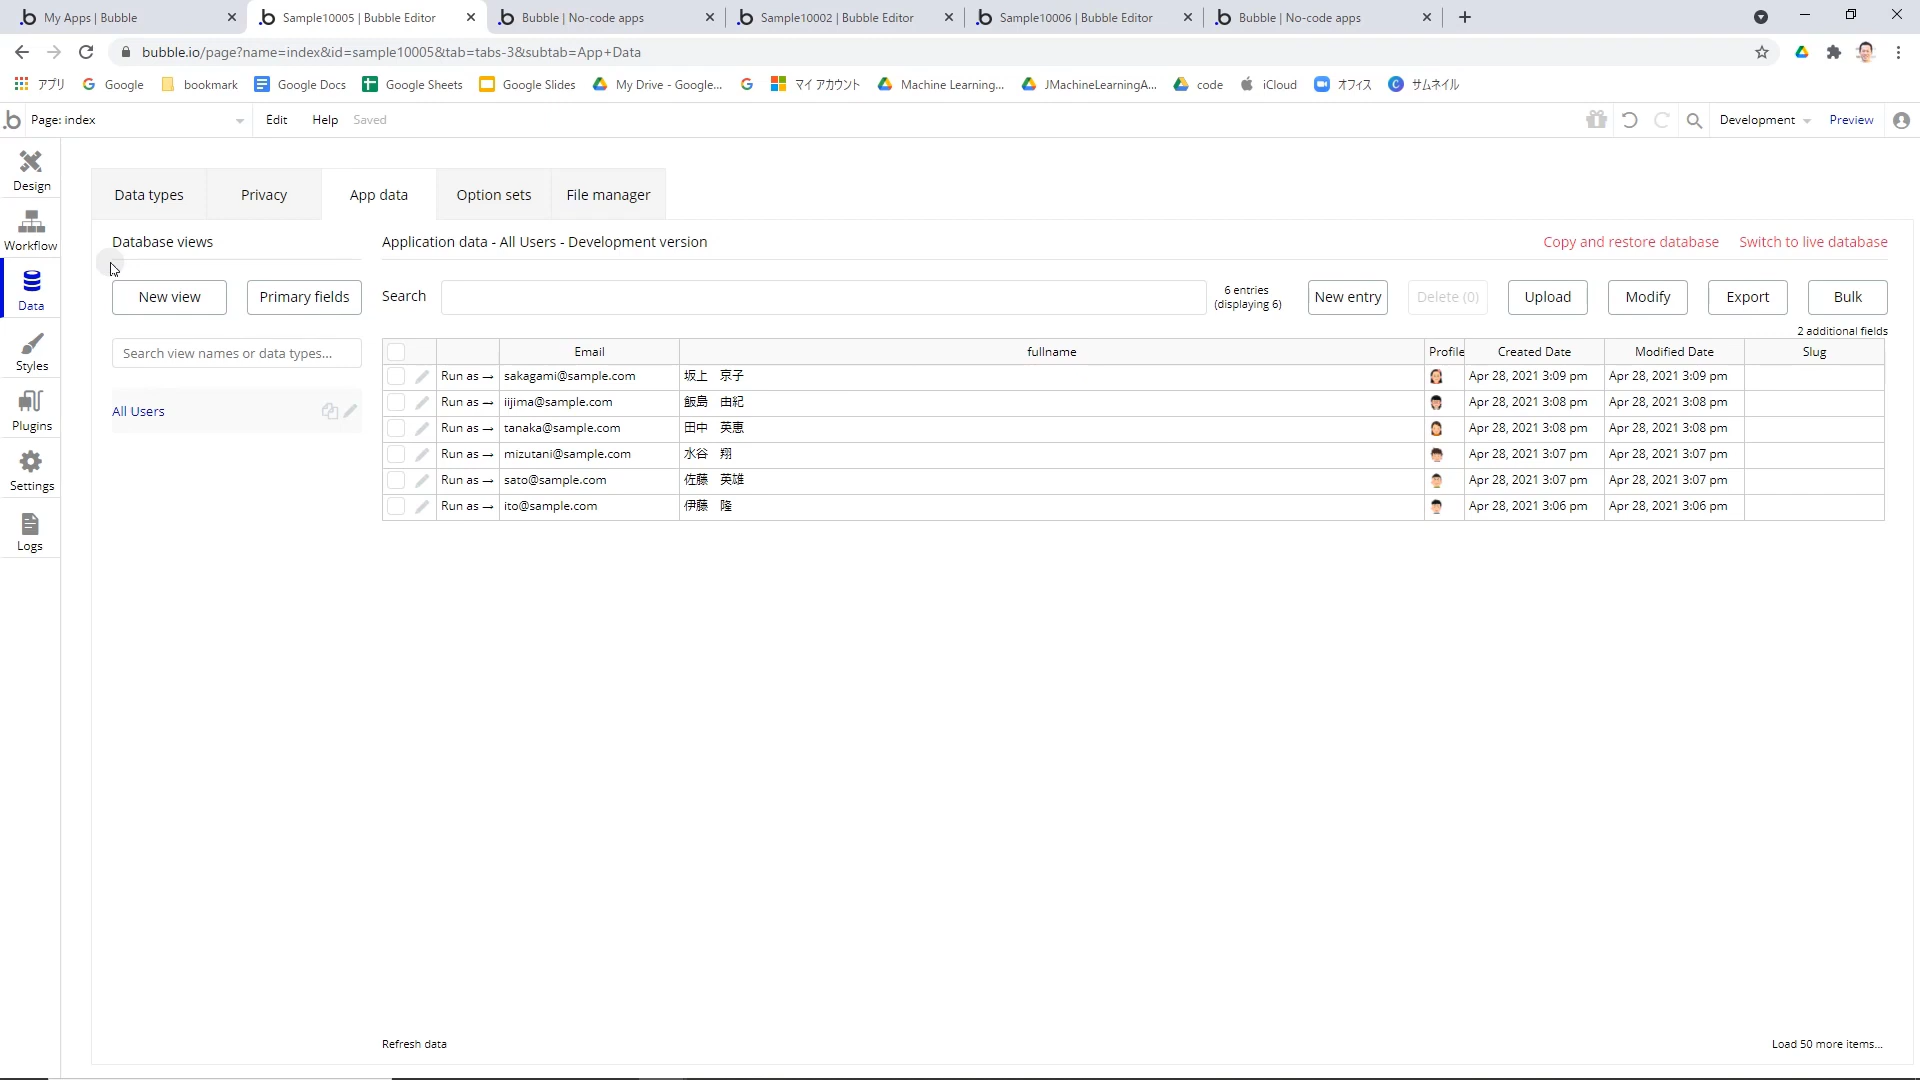 My Apps | Bubble
Sample10005 | Bubble Editor
Bubble | No-code apps
Sample10002 | Bubble Editor
Sample10006 | Bubble Editor
Bubble | No-code apps
bubble.io/page?name=index&id=sample10005&tab=tabs-3&subtab=App+Data
アプリ
Google
bookmark
Google Docs
Google Sheets
Google Slides
My Drive - Google...
マイ アカウント
Machine Learning...
JMachineLearningA...
code
iCloud
オフィス
サムネイル
Page: index
Edit
Help
Saved
Development
Preview
Design
Workflow
Data
Styles
Plugins
Settings
Logs
Data types
Privacy
App data
Option sets
File manager
Database views
Application data - All Users - Development version
Copy and restore database
Switch to live database
New view
Primary fields
Search
6 entries
(displaying 6)
New entry
Delete (0)
Upload
Modify
Export
Bulk
2 additional fields
Search view names or data types...
All Users
Email fullname Profile Created Date Modified Date Slug
Run as → sakagami@sample.com 坂上　京子 Apr 28, 2021 3:09 pm Apr 28, 2021 3:09 pm
Run as → iijima@sample.com 飯島　由紀 Apr 28, 2021 3:08 pm Apr 28, 2021 3:08 pm
Run as → tanaka@sample.com 田中　英恵 Apr 28, 2021 3:08 pm Apr 28, 2021 3:08 pm
Run as → mizutani@sample.com 水谷　翔 Apr 28, 2021 3:07 pm Apr 28, 2021 3:07 pm
Run as → sato@sample.com 佐藤　英雄 Apr 28, 2021 3:07 pm Apr 28, 2021 3:07 pm
Run as → ito@sample.com 伊藤　隆 Apr 28, 2021 3:06 pm Apr 28, 2021 3:06 pm
Refresh data
Load 50 more items...